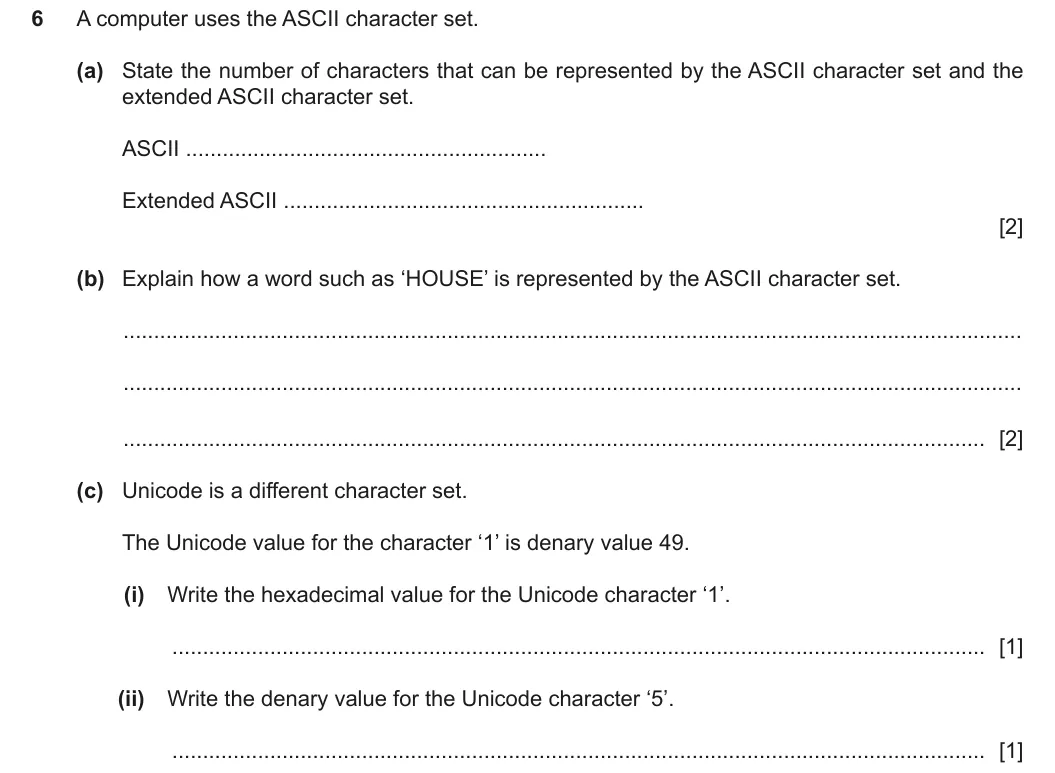 6 A computer uses the ASCII character set.
(a) State the number of characters that can be represented by the ASCII character set and the
extended ASCII character set.
ASCII ...........................................................
Extended ASCII ...........................................................
[2]
(b) Explain how a word such as ‘HOUSE’ is represented by the ASCII character set.
...................................................................................................................................................
...................................................................................................................................................
............................................................................................................................................. [2]
(c) Unicode is a different character set.
The Unicode value for the character ‘1’ is denary value 49.
(i) Write the hexadecimal value for the Unicode character ‘1’.
..................................................................................................................................... [1]
(ii) Write the denary value for the Unicode character ‘5’.
..................................................................................................................................... [1]